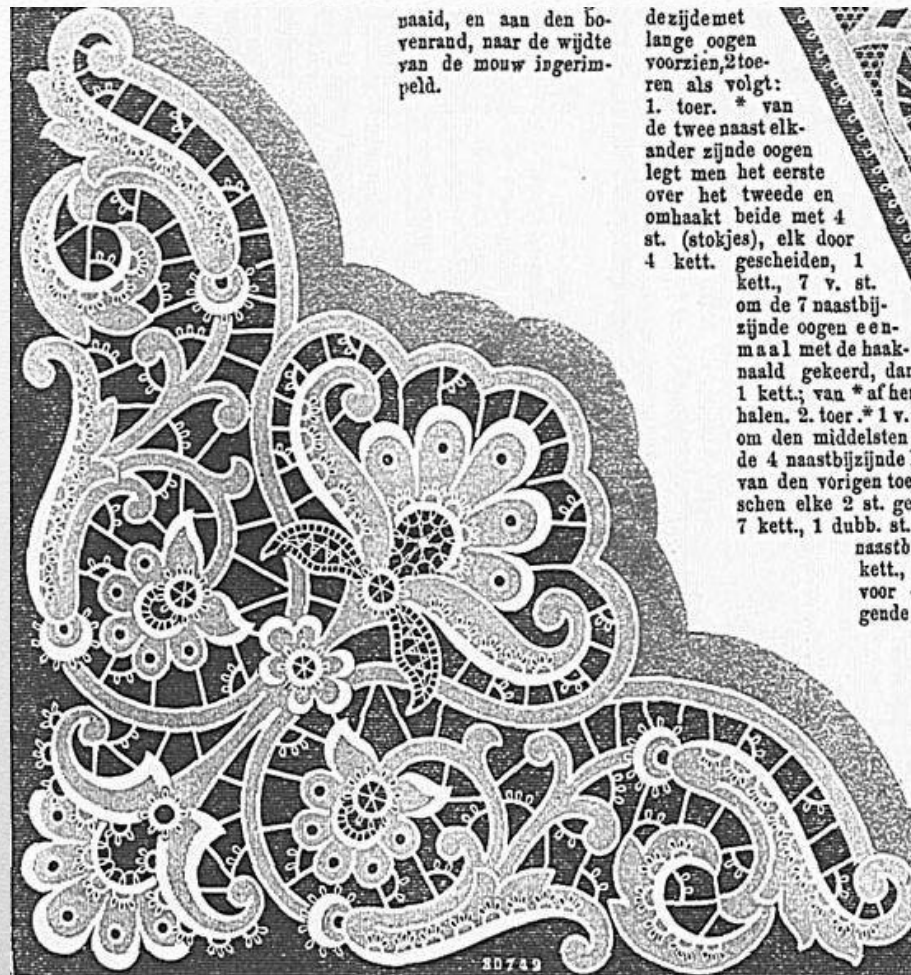 naaid, en aan den bo-
venrand, naar de wijdte
van de mouw ingerim-
peld.
de zijde met
lange oogen
voorzien, 2 toe-
ren als volgt:
1. toer. * van
de twee naast elk-
ander zijnde oogen
legt men het eerste
over het tweede en
omhaakt beide met 4
st. (stokjes), elk door
4 kett. gescheiden, 1
kett., 7 v. st.
om de 7 naastbij-
zijnde oogen een-
maal met de haak-
naald gekeerd, dan
1 kett.; van * af her
halen. 2. toer. * 1 v.
om den middelsten
de 4 naastbijzijnde
van den vorigen toe
schen elke 2 st. ge
7 kett., 1 dubb. st.
naastb
kett.,
voor
gende
30749